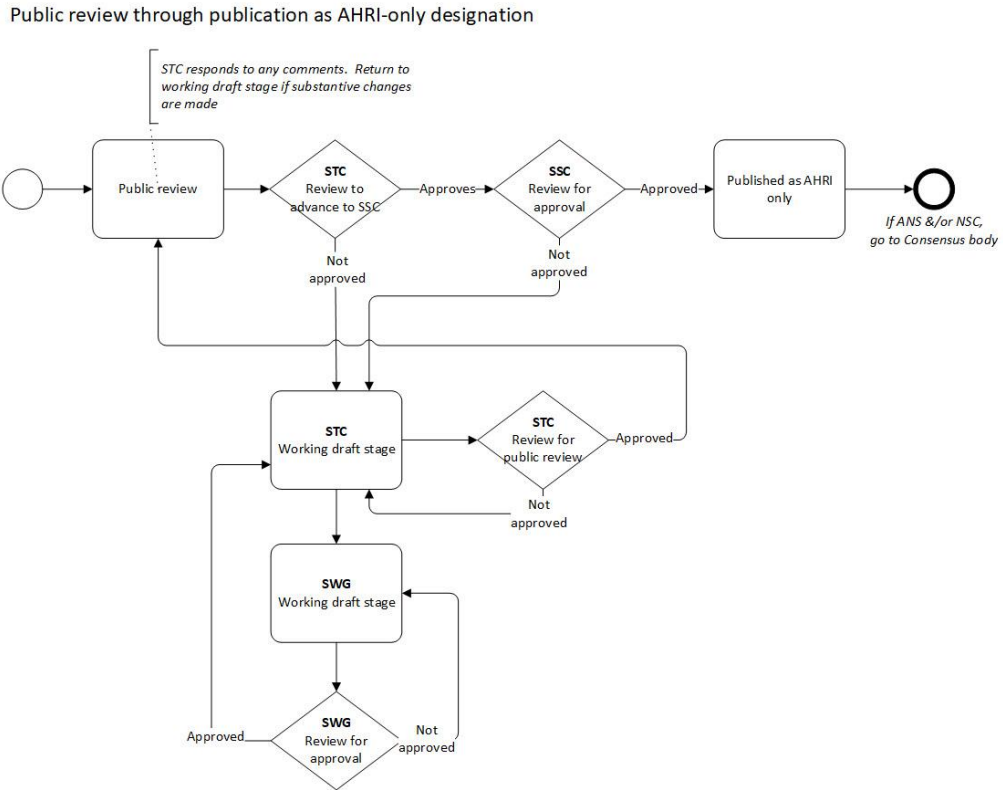 Public review through publication as AHRI-only designation
STC responds to any comments.  Return to
working draft stage if substantive changes
are made
Public review
STC
Review to
advance to SSC
Approves
SSC
Review for
approval
Approved
Published as AHRI
only
If ANS &/or NSC,
go to Consensus body
Not
approved
Not
approved
STC
Working draft stage
STC
Review for
public review
Approved
Not
approved
SWG
Working draft stage
SWG
Review for
approval
Approved
Not
approved